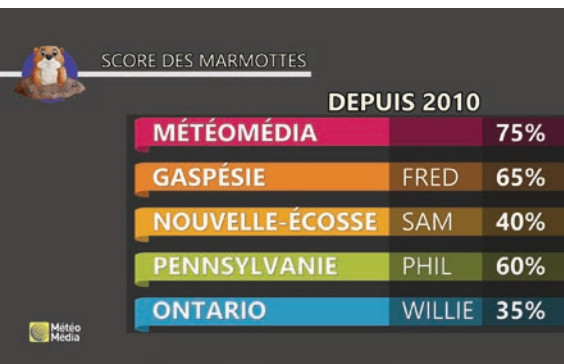 SCORE DES MARMOTTES
DEPUIS 2010
MÉTÉOMÉDIA 75%
GASPÉSIE FRED 65%
NOUVELLE-ÉCOSSE SAM 40%
PENNSYLVANIE PHIL 60%
ONTARIO WILLIE 35%
Météo
Média